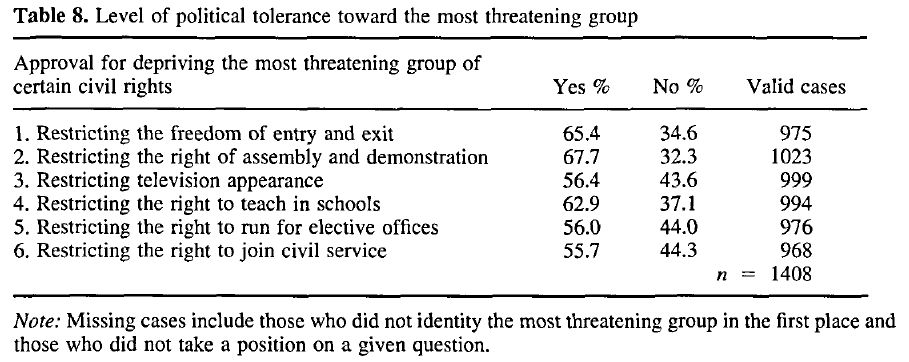 Table 8. Level of political tolerance toward the most threatening group
Approval for depriving the most threatening group of
certain civil rights Yes % No % Valid cases
1. Restricting the freedom of entry and exit 65.4 34.6 975
2. Restricting the right of assembly and demonstration 67.7 32.3 1023
3. Restricting television appearance 56.4 43.6 999
4. Restricting the right to teach in schools 62.9 37.1 994
5. Restricting the right to run for elective offices 56.0 44.0 976
6. Restricting the right to join civil service 55.7 44.3 968
n = 1408
Note: Missing cases include those who did not identity the most threatening group in the first place and
those who did not take a position on a given question.